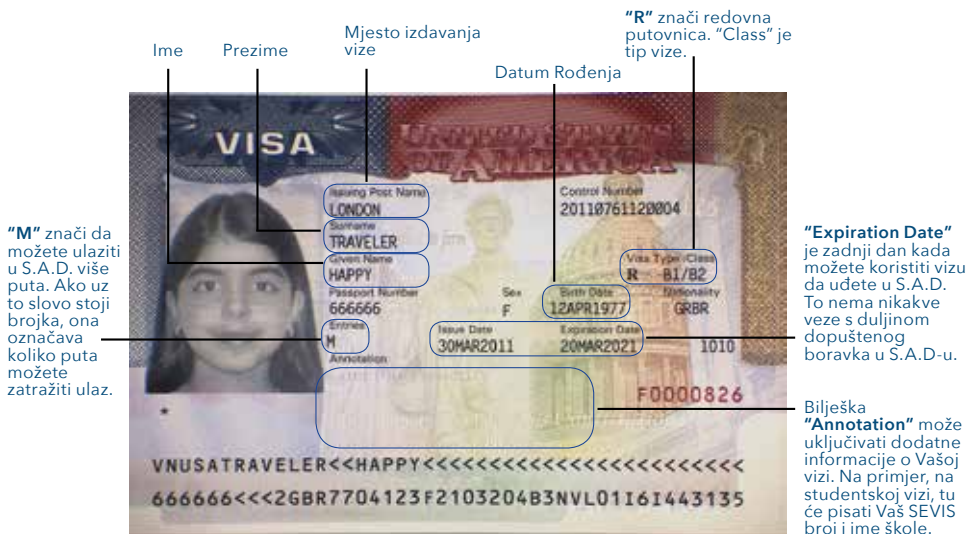 Ime
Prezime
Mjesto izdavanja
vize
Datum Rođenja
“R” znači redovna
putovnica. “Class” je
tip vize.
VISA
UNITED STATES
OF AMERICA
Issuing Post Name
LONDON
Control Number
20110761120004
Surname
TRAVELER
Given Name
HAPPY
Visa Type /Class
R B1/B2
Passport Number
666666
Sex
F
Birth Date
12APR1977
Nationality
GRBR
Entries
M
Issue Date
30MAR2011
Expiration Date
20MAR2021
1010
Annotation
F0000826
*
VNUSATRAVELER<<HAPPY<<<<<<<<<<<<<<<<<<<<<<<<
666666<<<2GBR7704123F2103204B3NVL01I6I443135
“M” znači da
možete ulaziti
u S.A.D. više
puta. Ako uz
to slovo stoji
brojka, ona
označava
koliko puta
možete
zatražiti ulaz.
“Expiration Date”
je zadnji dan kada
možete koristiti vizu
da uđete u S.A.D.
To nema nikakve
veze s duljinom
dopuštenog
boravka u S.A.D-u.
Bilješka
“Annotation” može
uključivati dodatne
informacije o Vašoj
vizi. Na primjer, na
studentskoj vizi, tu
će pisati Vaš SEVIS
broj i ime škole.